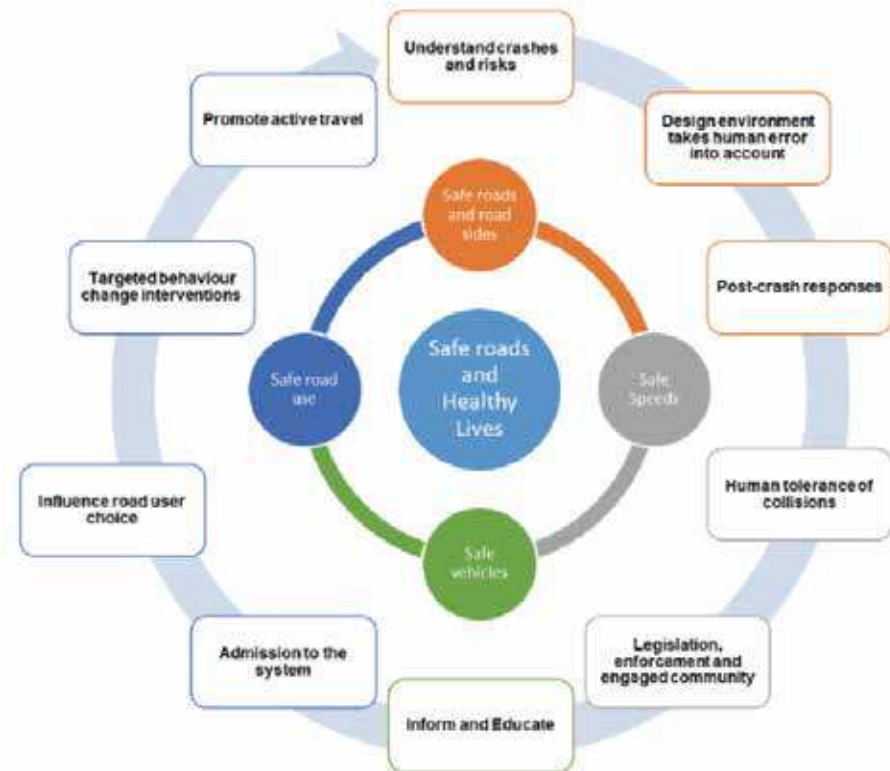 Understand crashes
and risks
Design environment
takes human error
into account
Post-crash responses
Human tolerance of
collisions
Legislation,
enforcement and
engaged community
Inform and Educate
Admission to the
system
Influence road user
choice
Targeted behaviour
change interventions
Promote active travel
Safe roads
and road
sides
Safe
Speeds
Safe
vehicles
Safe road
use
Safe roads
and
Healthy
Lives